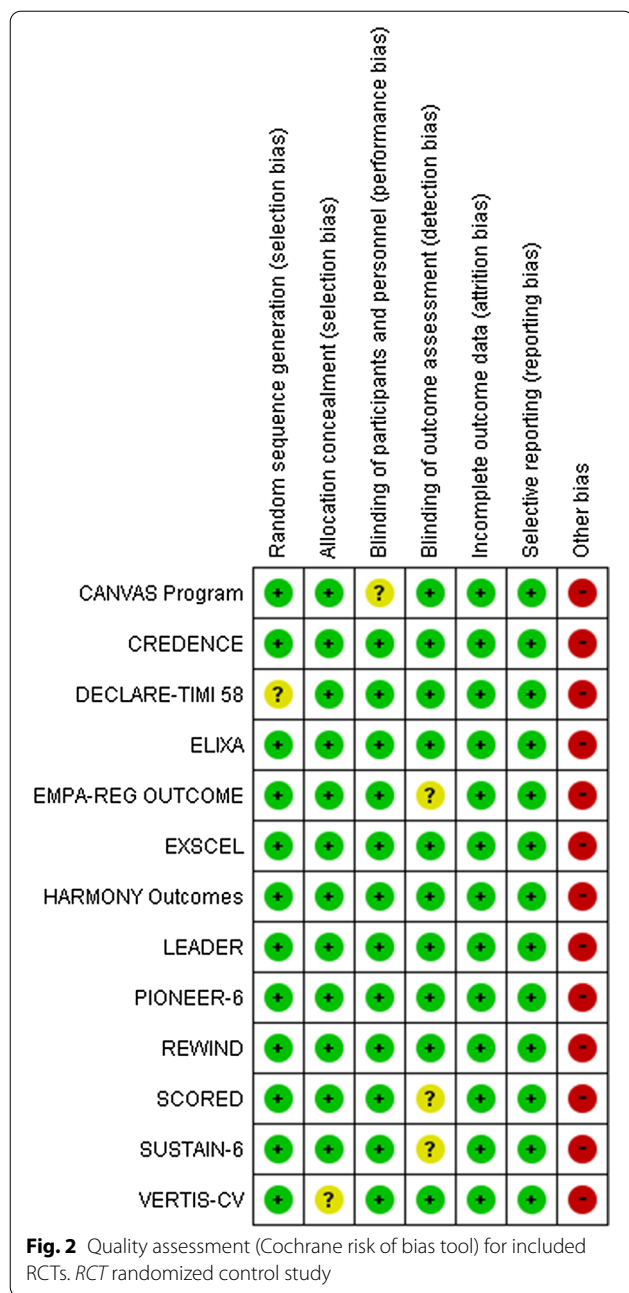 Random sequence generation (selection bias)
Allocation concealment (selection bias)
Blinding of participants and personnel (performance bias)
Blinding of outcome assessment (detection bias)
Incomplete outcome data (attrition bias)
Selective reporting (reporting bias)
Other bias
CANVAS Program + + ? + + + -
CREDENCE + + + + + + -
DECLARE-TIMI 58 ? + + + + + -
ELIXA + + + + + + -
EMPA-REG OUTCOME + + + ? + + -
EXSCEL + + + + + + -
HARMONY Outcomes + + + + + + -
LEADER + + + + + + -
PIONEER-6 + + + + + + -
REWIND + + + + + + -
SCORED + + + ? + + -
SUSTAIN-6 + + + ? + + -
VERTIS-CV + ? + + + + -
Fig. 2 Quality assessment (Cochrane risk of bias tool) for included
RCTs. RCT randomized control study